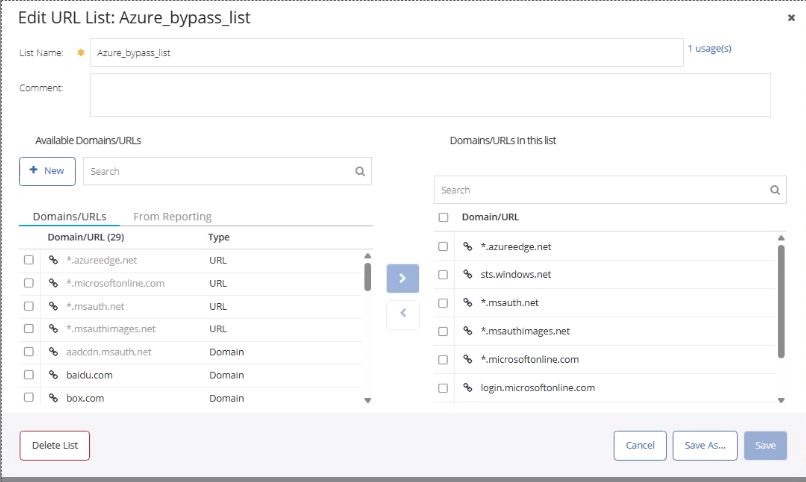 Edit URL List: Azure_bypass_list
List Name: Azure_bypass_list 1 usage(s)
Comment:
Available Domains/URLs
Domains/URLs In this list
New
Search
Search
Domains/URLs From Reporting
Domain/URL
Domain/URL (29) Type
*.azureedge.net URL
*.microsoftonline.com URL
*.msauth.net URL
*.msauthimages.net URL
aadcdn.msauth.net Domain
baidu.com Domain
box.com Domain
*.azureedge.net
sts.windows.net
*.msauth.net
*.msauthimages.net
*.microsoftonline.com
login.microsoftonline.com
Delete List
Cancel
Save As...
Save